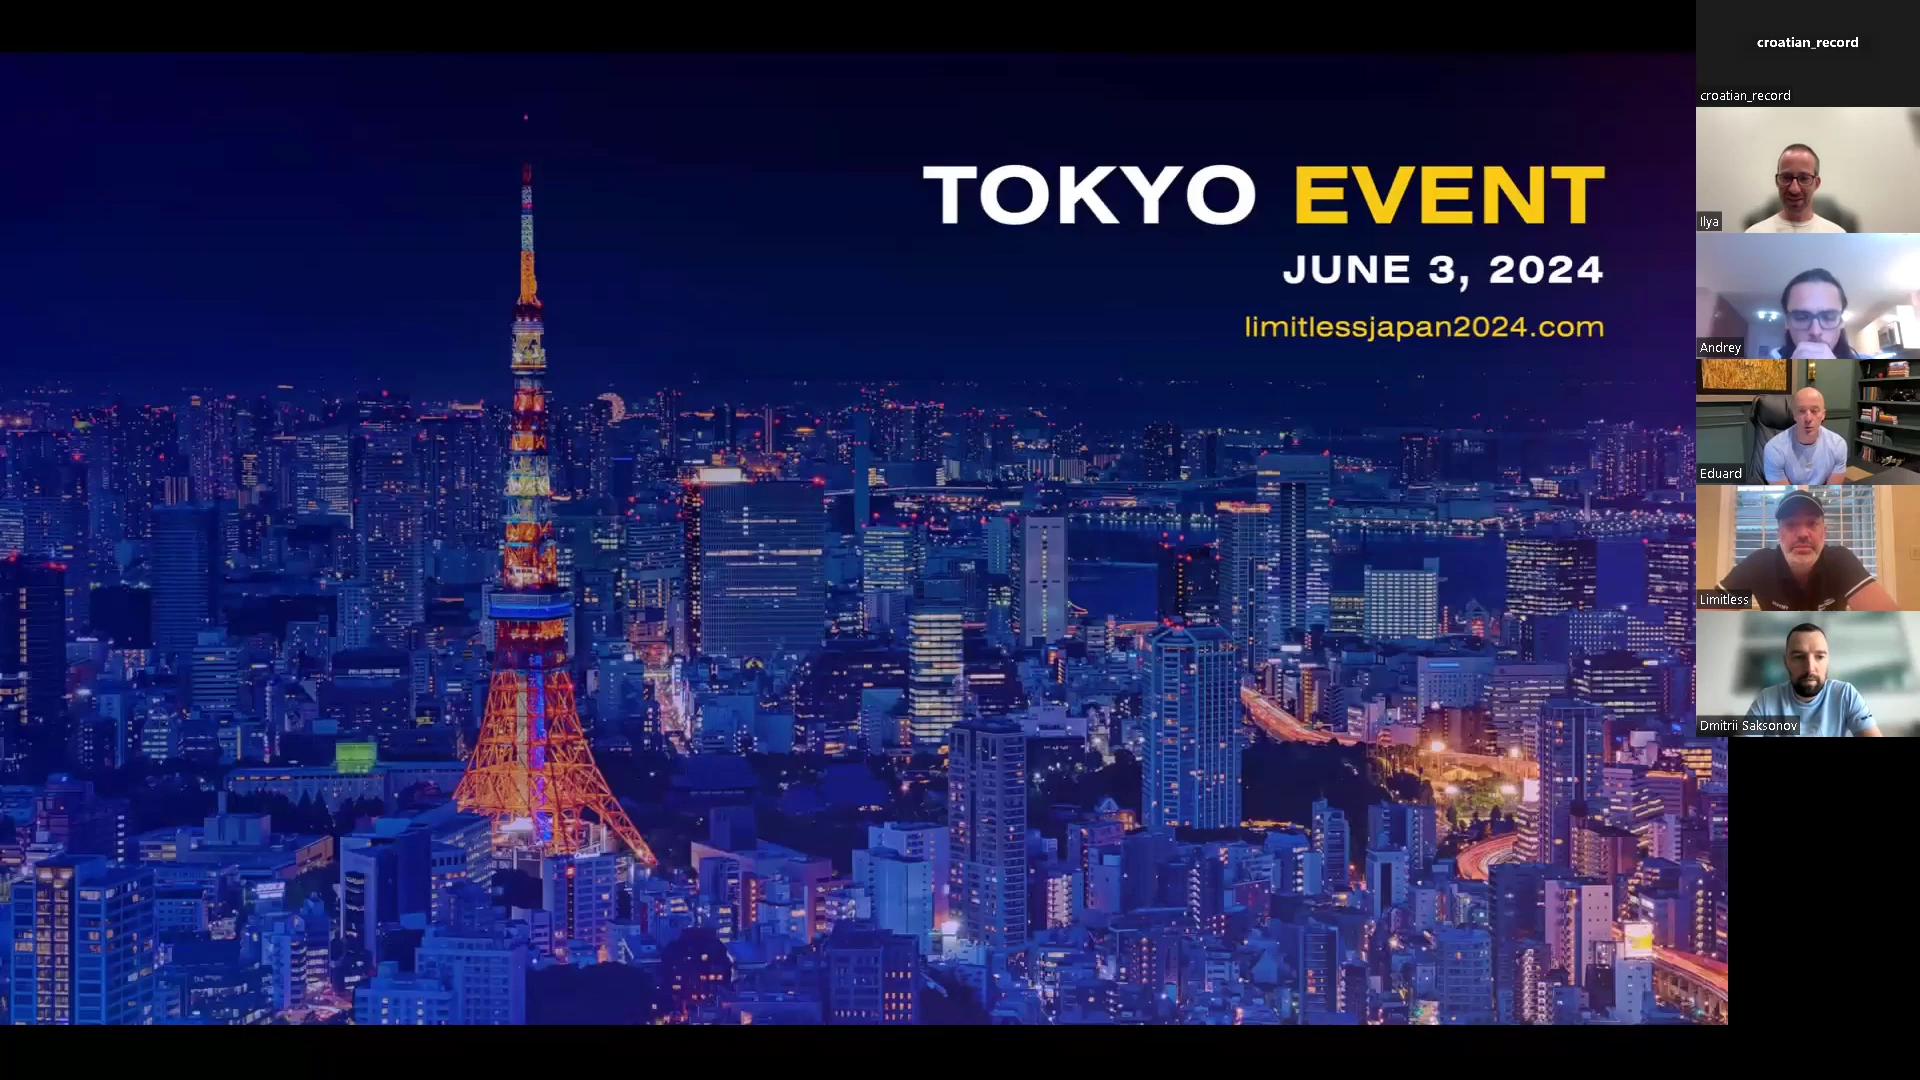 TOKYO EVENT
JUNE 3, 2024
limitlessjapan2024.com
croatian_record
croatian_record
Ilya
Andrey
Eduard
Limitless
Dmitrii Saksonov